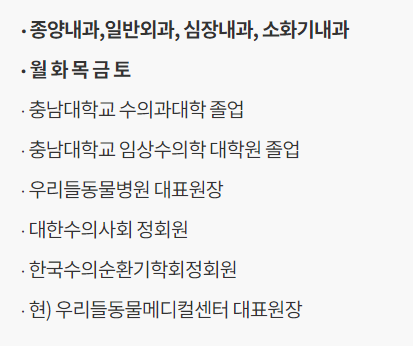 • 종양내과,일반외과, 심장내과, 소화기내과
• 월 화 목 금 토
· 충남대학교 수의과대학 졸업
· 충남대학교 임상수의학 대학원 졸업
· 우리들동물병원 대표원장
· 대한수의사회 정회원
· 한국수의순환기학회정회원
· 현) 우리들동물메디컬센터 대표원장